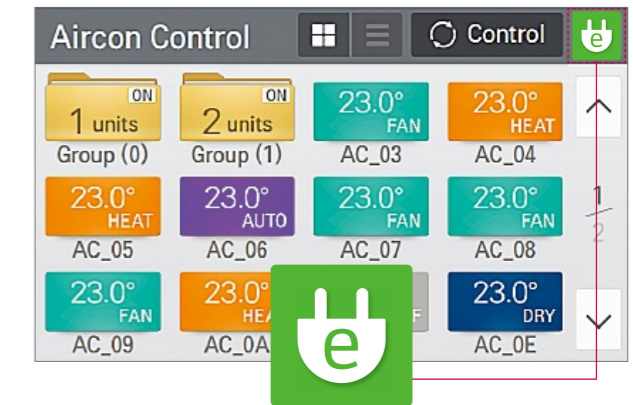 Aircon Control
Control
e
ON
1 units
Group (0)
ON
2 units
Group (1)
23.0°
FAN
AC_03
23.0°
HEAT
AC_04
23.0°
HEAT
AC_05
23.0°
AUTO
AC_06
23.0°
FAN
AC_07
23.0°
FAN
AC_08
1
2
23.0°
FAN
AC_09
23.0°
AC_0A
e
23.0°
DRY
AC_0E